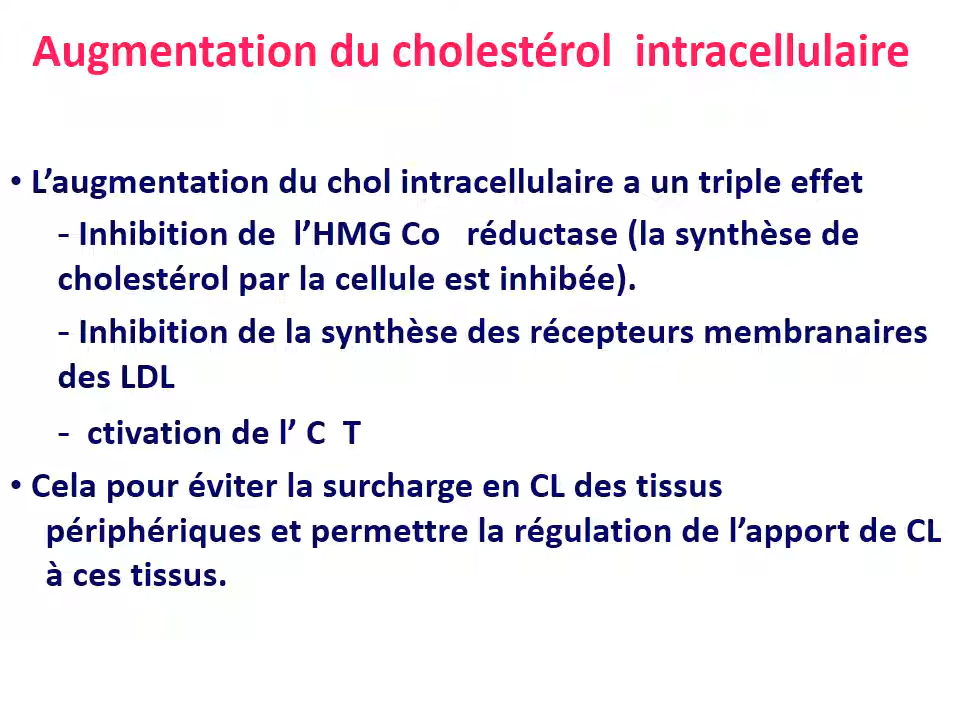 Augmentation du cholestérol intracellulaire
• L’augmentation du chol intracellulaire a un triple effet
- Inhibition de l’HMG Co réductase (la synthèse de
cholestérol par la cellule est inhibée).
- Inhibition de la synthèse des récepteurs membranaires
des LDL
- ctivation de l’ C T
• Cela pour éviter la surcharge en CL des tissus
périphériques et permettre la régulation de l’apport de CL
à ces tissus.